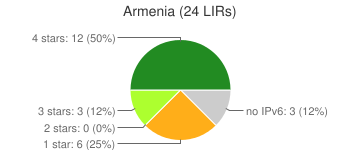 Armenia (24 LIRs)
4 stars: 12 (50%)
3 stars: 3 (12%)
no IPv6: 3 (12%)
2 stars: 0 (0%)
1 star: 6 (25%)